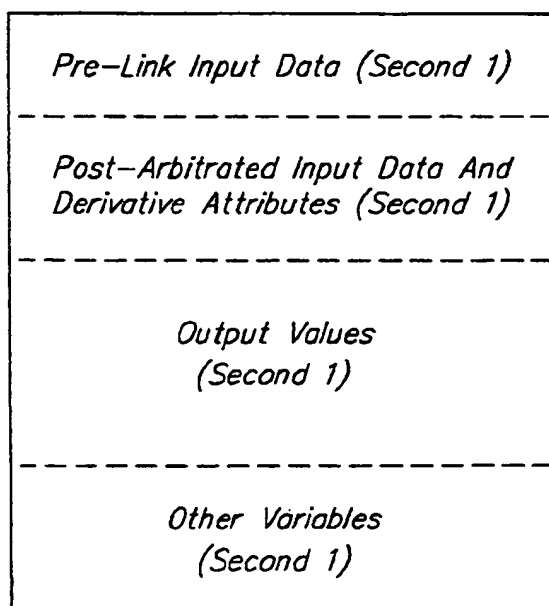 Pre-Link Input Data (Second 1)
Post-Arbitrated Input Data And
Derivative Attributes (Second 1)
Output Values
(Second 1)
Other Variables
(Second 1)